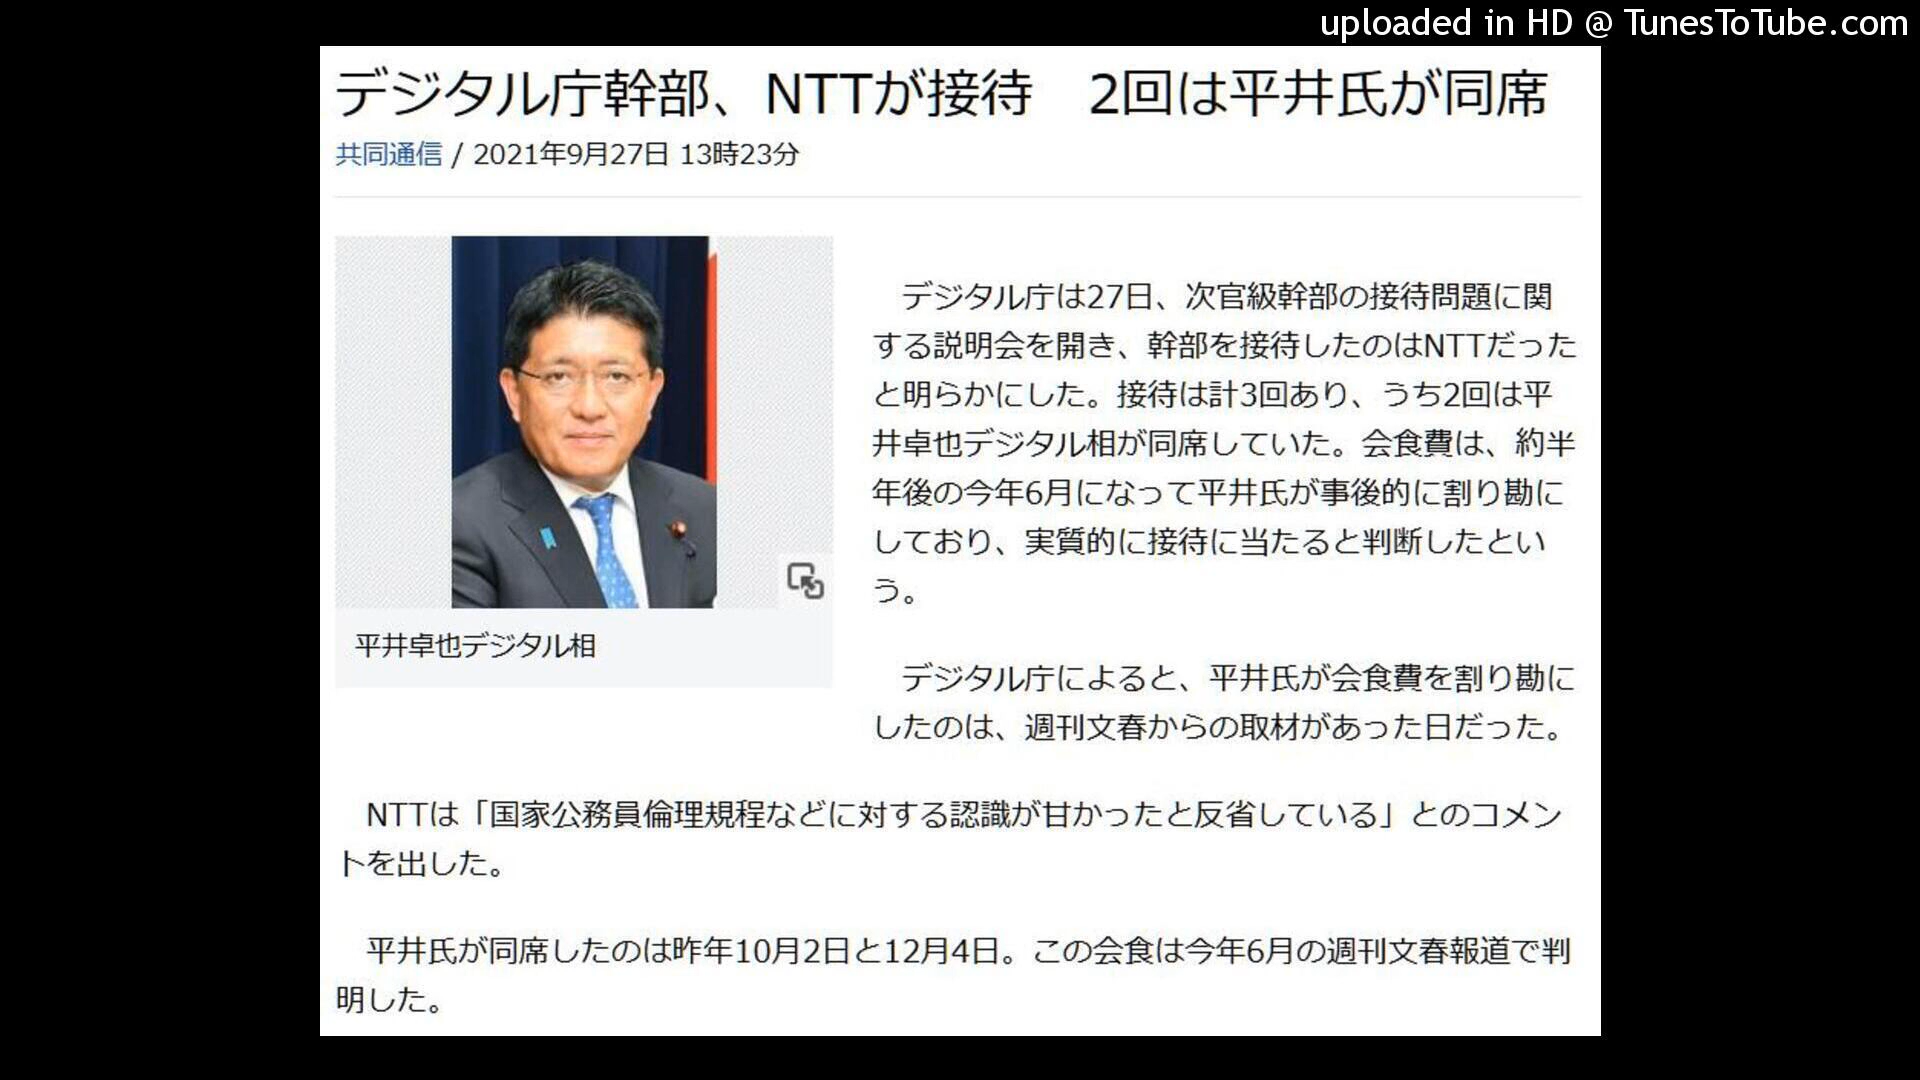 uploaded in HD @ TunesToTube.com
デジタル庁幹部、NTTが接待　2回は平井氏が同席
共同通信 / 2021年9月27日 13時23分
平井卓也デジタル相
　デジタル庁は27日、次官級幹部の接待問題に関
する説明会を開き、幹部を接待したのはNTTだった
と明らかにした。接待は計3回あり、うち2回は平
井卓也デジタル相が同席していた。会食費は、約半
年後の今年6月になって平井氏が事後的に割り勘に
しており、実質的に接待に当たると判断したとい
う。
　デジタル庁によると、平井氏が会食費を割り勘に
したのは、週刊文春からの取材があった日だった。
　NTTは「国家公務員倫理規程などに対する認識が甘かったと反省している」とのコメン
トを出した。
　平井氏が同席したのは昨年10月2日と12月4日。この会食は今年6月の週刊文春報道で判
明した。